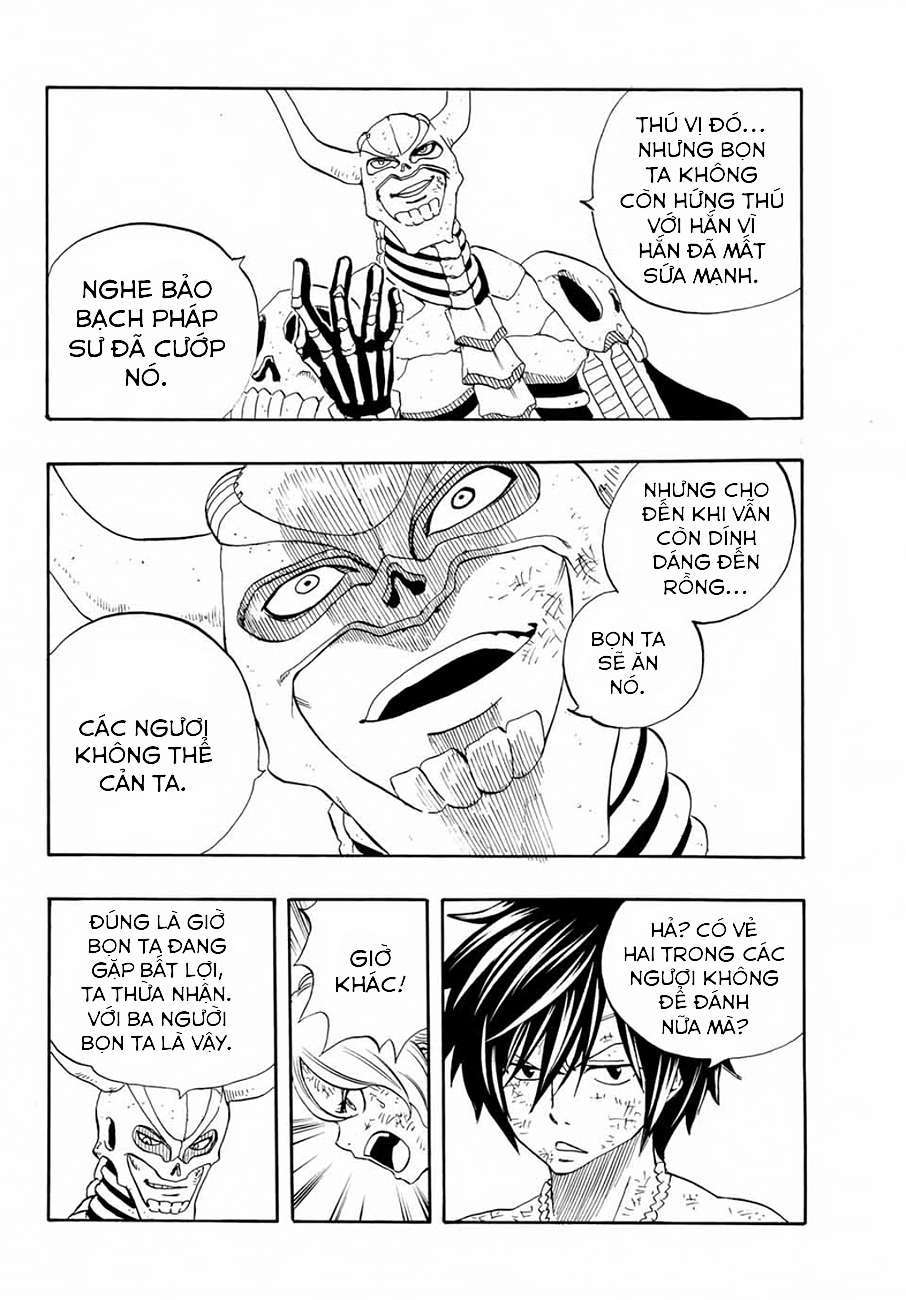 THÚ VỊ ĐÓ...
NHƯNG BỌN
TA KHÔNG
CÒN HỨNG THÚ
VỚI HẮN VÌ
HẮN ĐÃ MẤT
SỨA MẠNH.
NGHE BẢO
BẠCH PHÁP
SƯ ĐÃ CƯỚP
NÓ.
NHƯNG CHO
ĐẾN KHI VẪN
CÒN DÍNH
DÁNG ĐẾN
RỒNG...
BỌN TA
SẼ ĂN
NÓ.
CÁC NGƯƠI
KHÔNG THỂ
CẢN TA.
HẢ? CÓ VẺ
HAI TRONG CÁC
NGƯỢI KHÔNG
ĐỂ ĐÁNH
NỮA MÀ?
GIỜ
KHÁC!
ĐÚNG LÀ GIỜ
BỌN TA ĐANG
GẶP BẤT LỢI,
TA THỪA NHẬN.
VỚI BA NGƯỜI
BỌN TA LÀ VẬY.